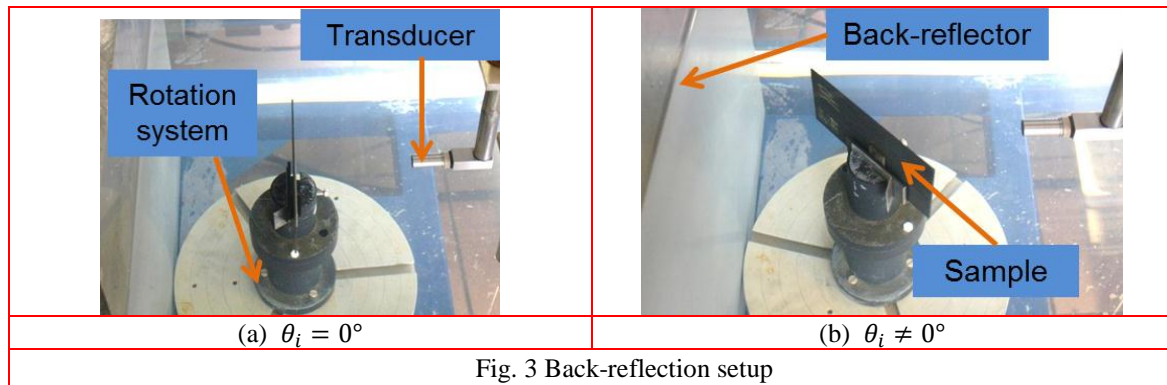 Transducer
Rotation
system
Back-reflector
Sample
(a) θᵢ = 0°
(b) θᵢ ≠ 0°
Fig. 3 Back-reflection setup